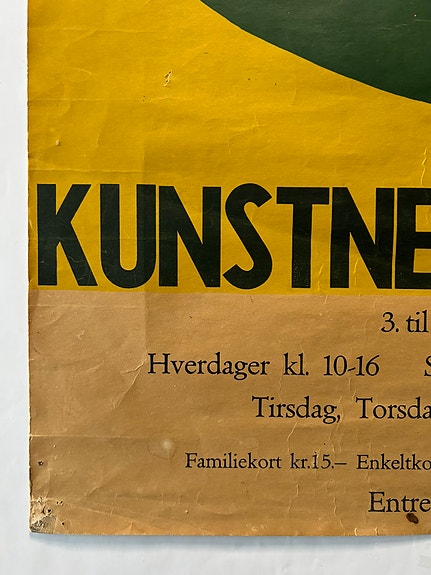 KUNSTNE
3. til
Hverdager kl. 10-16 S
Tirsdag, Torsda
Familiekort kr.15.– Enkeltko
Entre